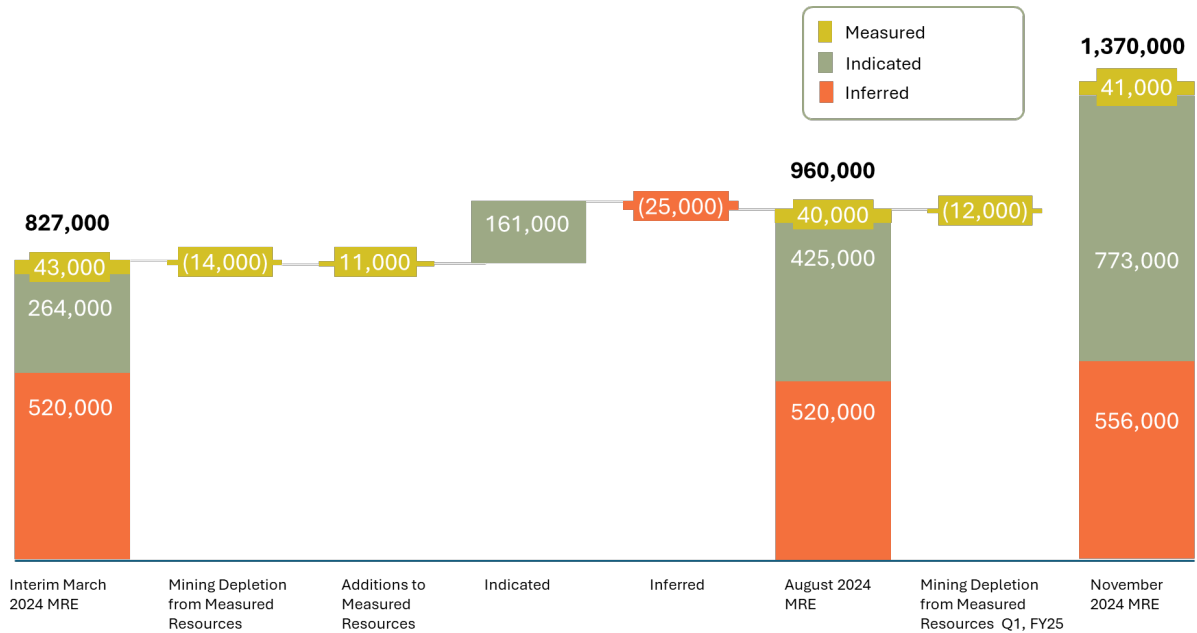 Measured
Indicated
Inferred
1,370,000
41,000
773,000
556,000
960,000
40,000
425,000
520,000
(12,000)
(25,000)
161,000
11,000
(14,000)
827,000
43,000
264,000
520,000
Interim March
2024 MRE
Mining Depletion
from Measured
Resources
Additions to
Measured
Resources
Indicated
Inferred
August 2024
MRE
Mining Depletion
from Measured
Resources Q1, FY25
November
2024 MRE